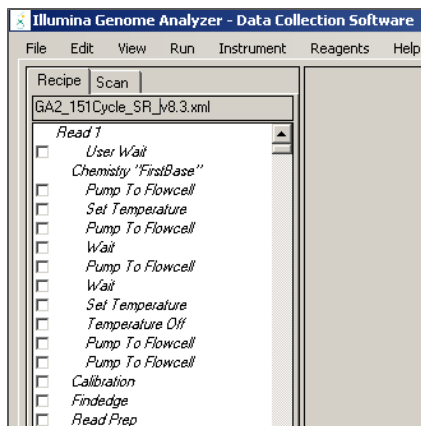 Illumina Genome Analyzer - Data Collection Software
File Edit View Run Instrument Reagents Help
Recipe Scan
GA2_151Cycle_SR_v8.3.xml
Read 1
User Wait
Chemistry "FirstBase"
Pump To Flowcell
Set Temperature
Pump To Flowcell
Wait
Pump To Flowcell
Wait
Set Temperature
Temperature Off
Pump To Flowcell
Pump To Flowcell
Calibration
Findedge
Read Prep